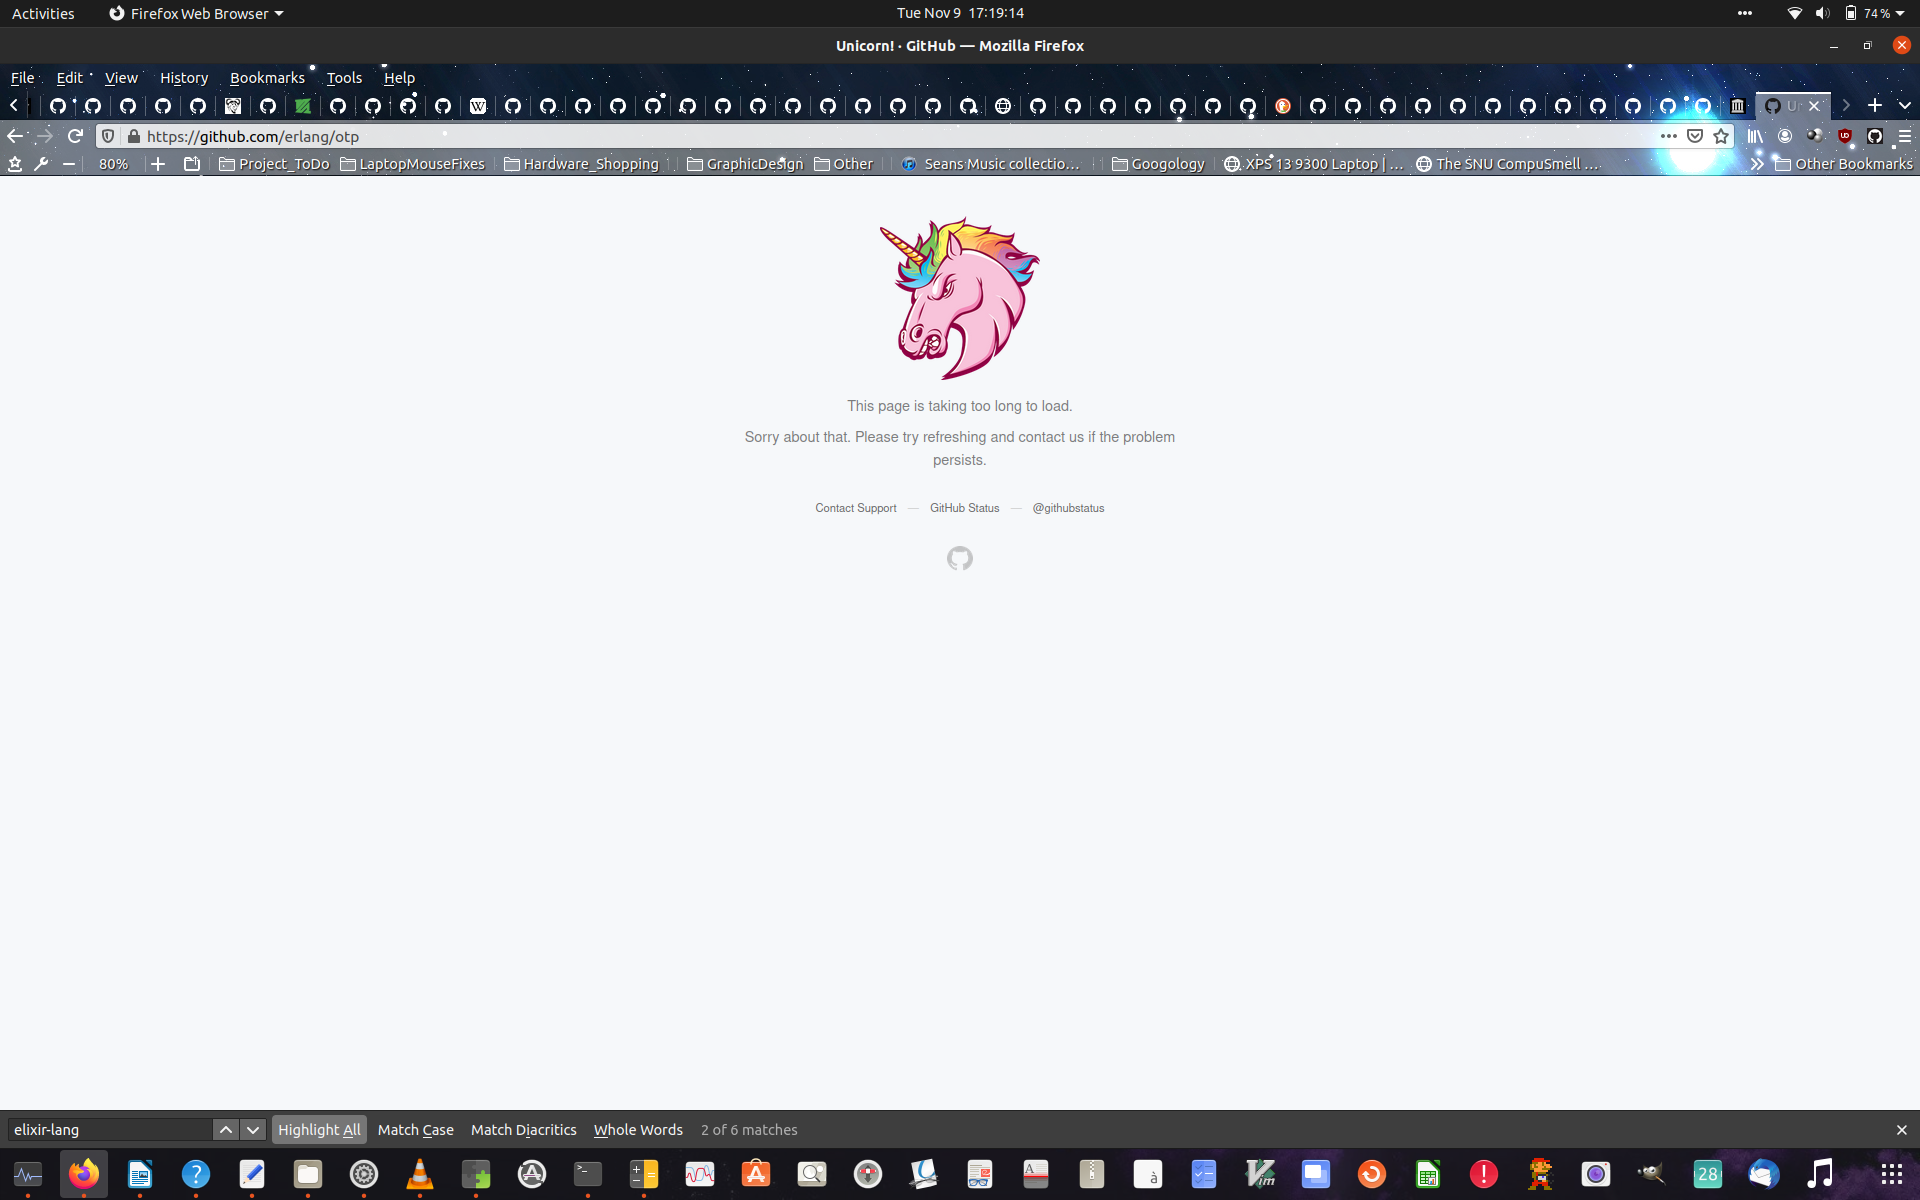 Activities
Firefox Web Browser
Tue Nov 9 17:19:14
74 %
Unicorn! · GitHub — Mozilla Firefox
File Edit View History Bookmarks Tools Help
W
https://github.com/erlang/otp
80%
Project_ToDo
LaptopMouseFixes
Hardware_Shopping
GraphicDesign
Other
Seans Music collectio…
Googology
XPS 13 9300 Laptop | …
The SNU CompuSmell …
Other Bookmarks
This page is taking too long to load.
Sorry about that. Please try refreshing and contact us if the problem
persists.
Contact Support — GitHub Status — @githubstatus
elixir-lang
Highlight All
Match Case
Match Diacritics
Whole Words
2 of 6 matches
28